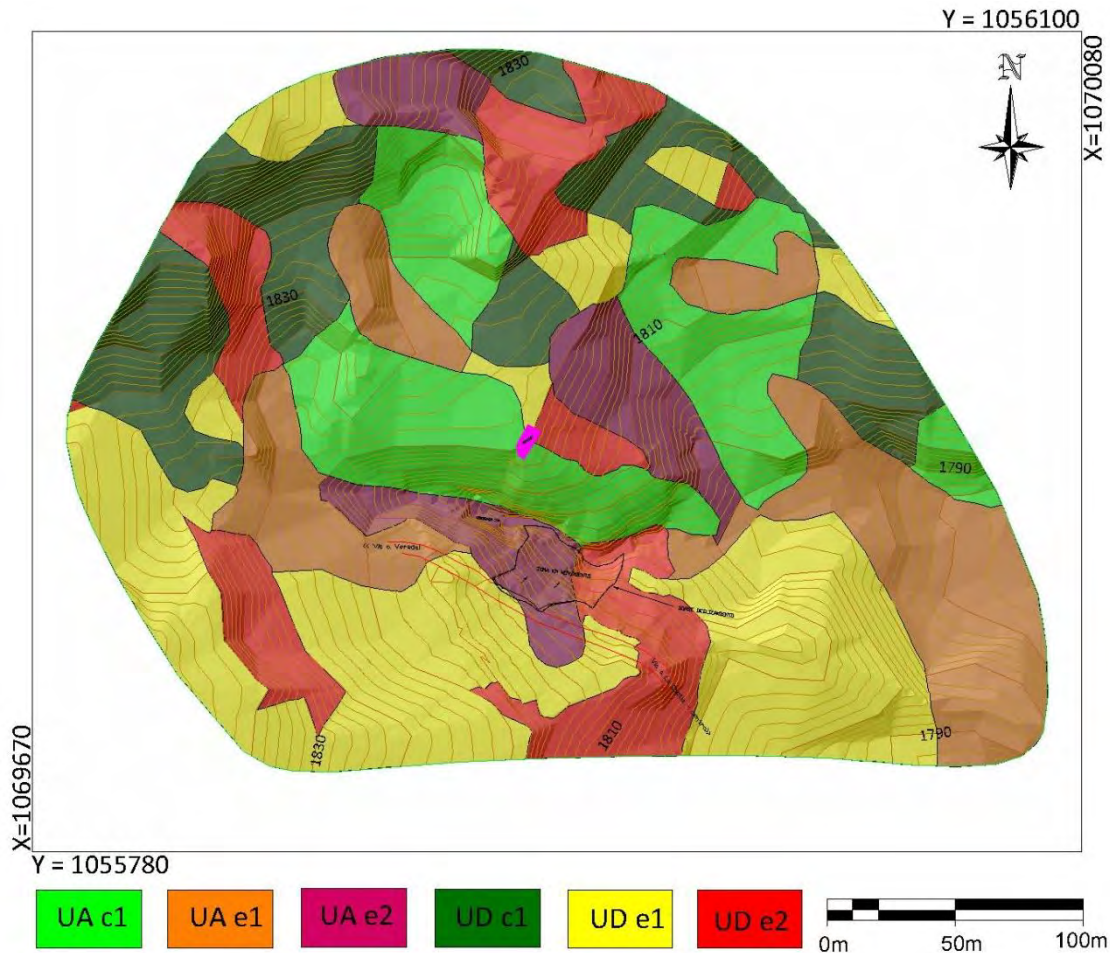 Y = 1056100
N
X=1070080
1830
1830
1810
1790
1830
1810
1790
X=1069670
Y = 1055780
UA c1
UA e1
UA e2
UD c1
UD e1
UD e2
0m
50m
100m